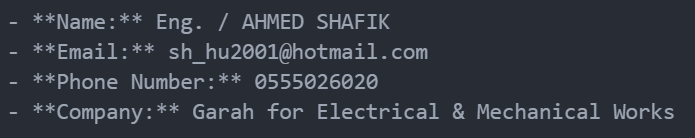 - **Name:** Eng. / AHMED SHAFIK
- **Email:** sh_hu2001@hotmail.com
- **Phone Number:** 0555026020
- **Company:** Garah for Electrical & Mechanical Works